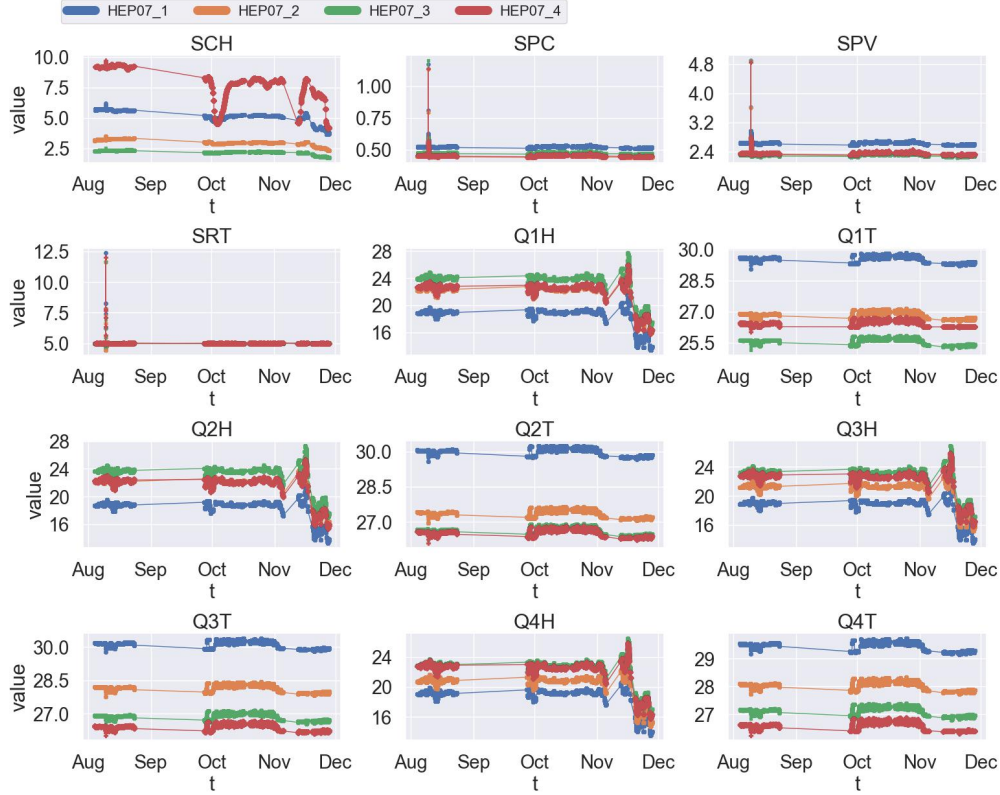 HEP07_1 HEP07_2 HEP07_3 HEP07_4
SCH SPC SPV
10.0
7.5
5.0
2.5
value
Aug Sep Oct Nov Dec
t
1.00
0.75
0.50
Aug Sep Oct Nov Dec
t
4.8
4.0
3.2
2.4
Aug Sep Oct Nov Dec
t
SRT Q1H Q1T
12.5
10.0
7.5
5.0
value
Aug Sep Oct Nov Dec
t
28
24
20
16
Aug Sep Oct Nov Dec
t
30.0
28.5
27.0
25.5
Aug Sep Oct Nov Dec
t
Q2H Q2T Q3H
28
24
20
16
value
Aug Sep Oct Nov Dec
t
30.0
28.5
27.0
Aug Sep Oct Nov Dec
t
24
20
16
Aug Sep Oct Nov Dec
t
Q3T Q4H Q4T
30.0
28.5
27.0
value
Aug Sep Oct Nov Dec
t
24
20
16
Aug Sep Oct Nov Dec
t
29
28
27
Aug Sep Oct Nov Dec
t